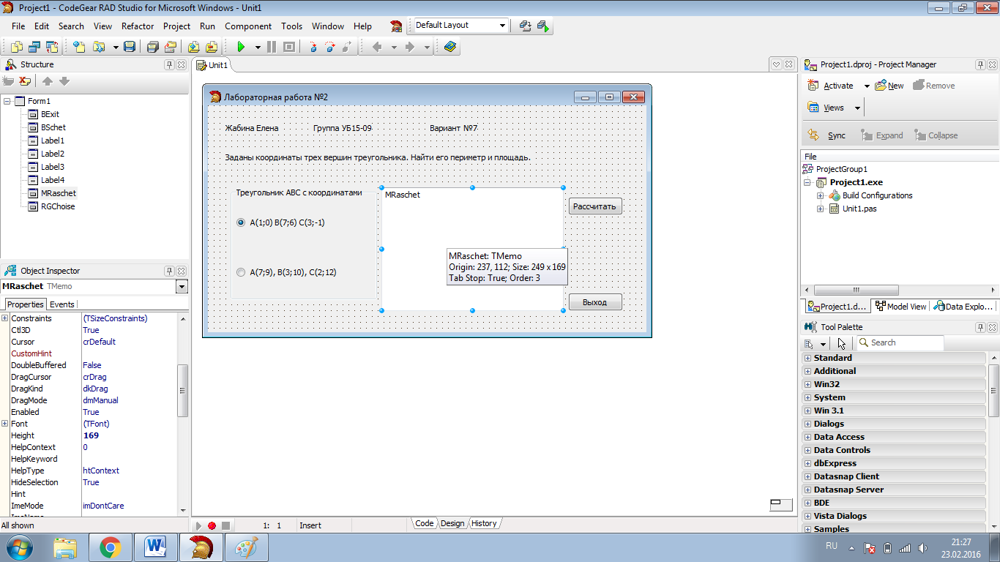 Project1 - CodeGear RAD Studio for Microsoft Windows - Unit1
File Edit Search View Refactor Project Run Component Tools Window Help
Default Layout
Structure
Form1
BExit
BSchet
Label1
Label2
Label3
Label4
MRaschet
RGChoise
Object Inspector
MRaschet TMemo
Properties Events
Constraints (TSizeConstraints)
Ctl3D True
Cursor crDefault
CustomHint
DoubleBuffered False
DragCursor crDrag
DragKind dkDrag
DragMode dmManual
Enabled True
Font (TFont)
Height 169
HelpContext 0
HelpKeyword
HelpType htContext
HideSelection True
Hint
ImeMode imDontCare
All shown
Unit1
Лабораторная работа №2
Жабина Елена Группа УБ15-09 Вариант №7
Заданы координаты трех вершин треугольника. Найти его периметр и площадь.
Треугольник АВС с координатами
A(1;0) B(7;6) C(3;-1)
A(7;9), B(3;10), C(2;12)
MRaschet
MRaschet: TMemo
Origin: 237, 112; Size: 249 x 169
Tab Stop: True; Order: 3
Рассчитать
Выход
1: 1 Insert
Code Design History
Project1.dproj - Project Manager
Activate New Remove
Views
Sync Expand Collapse
File
ProjectGroup1
Project1.exe
Build Configurations
Unit1.pas
Project1.d... Model View Data Explo...
Tool Palette
Search
Standard
Additional
Win32
System
Win 3.1
Dialogs
Data Access
Data Controls
dbExpress
Datasnap Client
Datasnap Server
BDE
Vista Dialogs
Samples
RU
21:27
23.02.2016